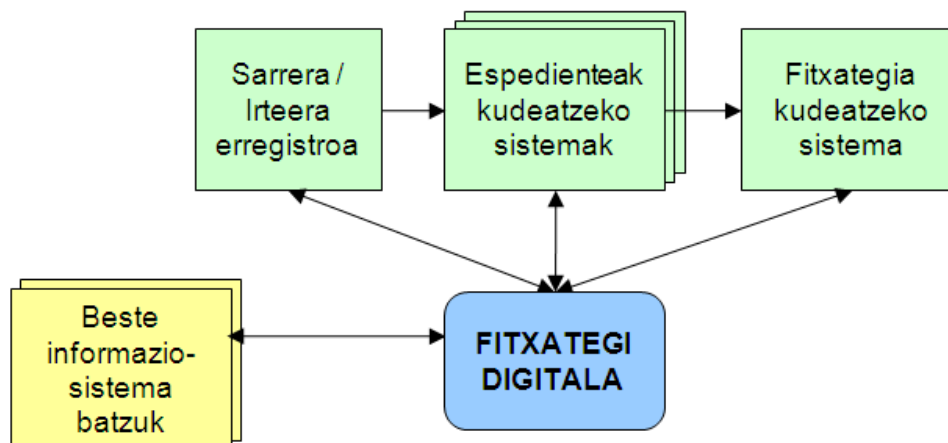 Sarrera /
Irteera
erregistroa
Espedienteak
kudeatzeko
sistemak
Fitxategia
kudeatzeko
sistema
Beste
informazio-
sistema
batzuk
FITXATEGI
DIGITALA